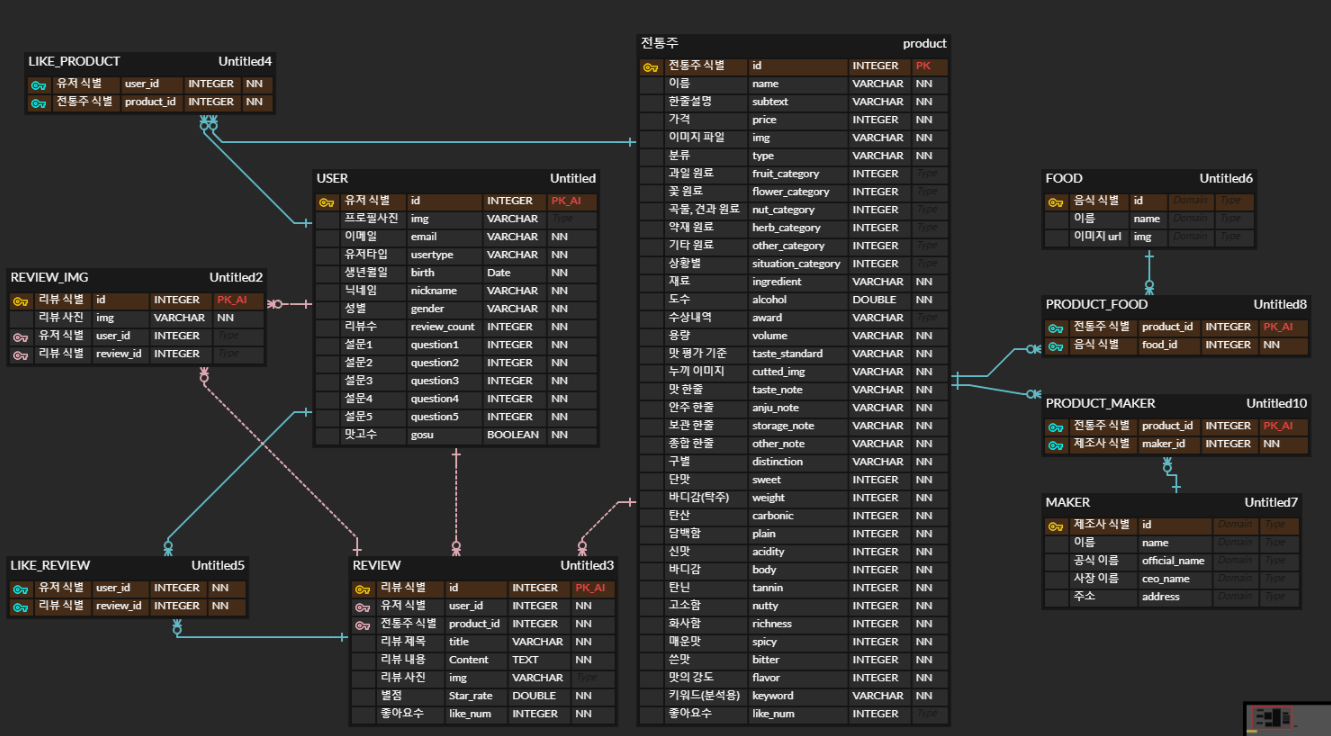 LIKE_PRODUCT Untitled4
유저 식별 user_id INTEGER NN
전통주 식별 product_id INTEGER NN
전통주 product
전통주 식별 id INTEGER PK
이름 name VARCHAR NN
한줄설명 subtext VARCHAR NN
가격 price INTEGER NN
이미지 파일 img VARCHAR NN
분류 type VARCHAR NN
과일 원료 fruit_category INTEGER Type
꽃 원료 flower_category INTEGER Type
곡물, 견과 원료 nut_category INTEGER Type
약재 원료 herb_category INTEGER Type
기타 원료 other_category INTEGER Type
상황별 situation_category INTEGER Type
재료 ingredient VARCHAR NN
도수 alcohol DOUBLE NN
수상내역 award VARCHAR Type
용량 volume VARCHAR NN
맛 평가 기준 taste_standard VARCHAR NN
누끼 이미지 cutted_img VARCHAR NN
맛 한줄 taste_note VARCHAR NN
안주 한줄 anju_note VARCHAR NN
보관 한줄 storage_note VARCHAR NN
종합 한줄 other_note VARCHAR NN
구별 distinction VARCHAR NN
단맛 sweet INTEGER NN
바디감(탁주) weight INTEGER NN
탄산 carbonic INTEGER NN
담백함 plain INTEGER NN
신맛 acidity INTEGER NN
바디감 body INTEGER NN
탄닌 tannin INTEGER NN
고소함 nutty INTEGER NN
화사함 richness INTEGER NN
매운맛 spicy INTEGER NN
쓴맛 bitter INTEGER NN
맛의 강도 flavor INTEGER NN
키워드(분석용) keyword VARCHAR NN
좋아요수 like_num INTEGER Type
USER Untitled
유저 식별 id INTEGER PK_AI
프로필사진 img VARCHAR Type
이메일 email VARCHAR NN
유저타입 usertype VARCHAR NN
생년월일 birth Date NN
닉네임 nickname VARCHAR NN
성별 gender VARCHAR NN
리뷰수 review_count INTEGER NN
설문1 question1 INTEGER NN
설문2 question2 INTEGER NN
설문3 question3 INTEGER NN
설문4 question4 INTEGER NN
설문5 question5 INTEGER NN
맛고수 gosu BOOLEAN NN
FOOD Untitled6
음식 식별 id Domain Type
이름 name Domain Type
이미지 url img Domain Type
REVIEW_IMG Untitled2
리뷰 식별 id INTEGER PK_AI
리뷰 사진 img VARCHAR NN
유저 식별 user_id INTEGER Type
리뷰 식별 review_id INTEGER Type
PRODUCT_FOOD Untitled8
전통주 식별 product_id INTEGER PK_AI
음식 식별 food_id INTEGER NN
PRODUCT_MAKER Untitled10
전통주 식별 product_id INTEGER PK_AI
제조사 식별 maker_id INTEGER NN
MAKER Untitled7
제조사 식별 id Domain Type
이름 name Domain Type
공식 이름 official_name Domain Type
사장 이름 ceo_name Domain Type
주소 address Domain Type
LIKE_REVIEW Untitled5
유저 식별 user_id INTEGER NN
리뷰 식별 review_id INTEGER NN
REVIEW Untitled3
리뷰 식별 id INTEGER PK_AI
유저 식별 user_id INTEGER NN
전통주 식별 product_id INTEGER NN
리뷰 제목 title VARCHAR NN
리뷰 내용 Content TEXT NN
리뷰 사진 img VARCHAR Type
별점 Star_rate DOUBLE NN
좋아요수 like_num INTEGER NN